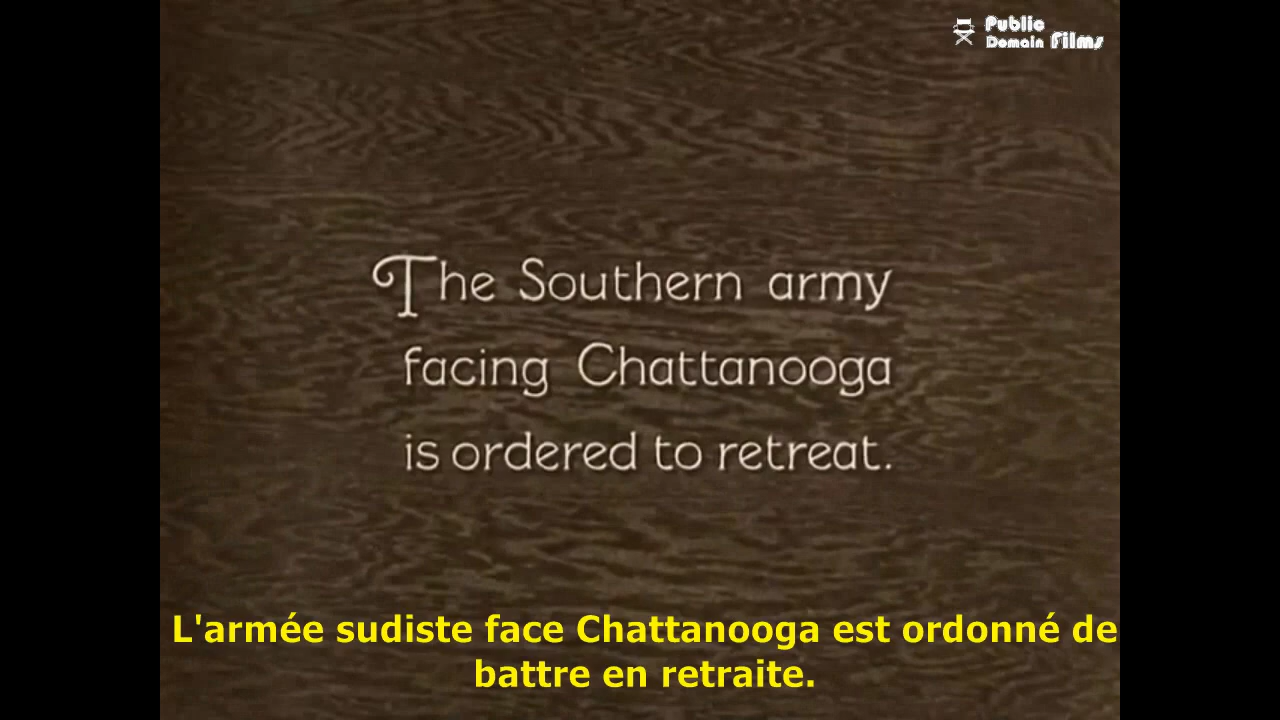 Public
Domain Films
The Southern army
facing Chattanooga
is ordered to retreat.
L'armée sudiste face Chattanooga est ordonné de
battre en retraite.